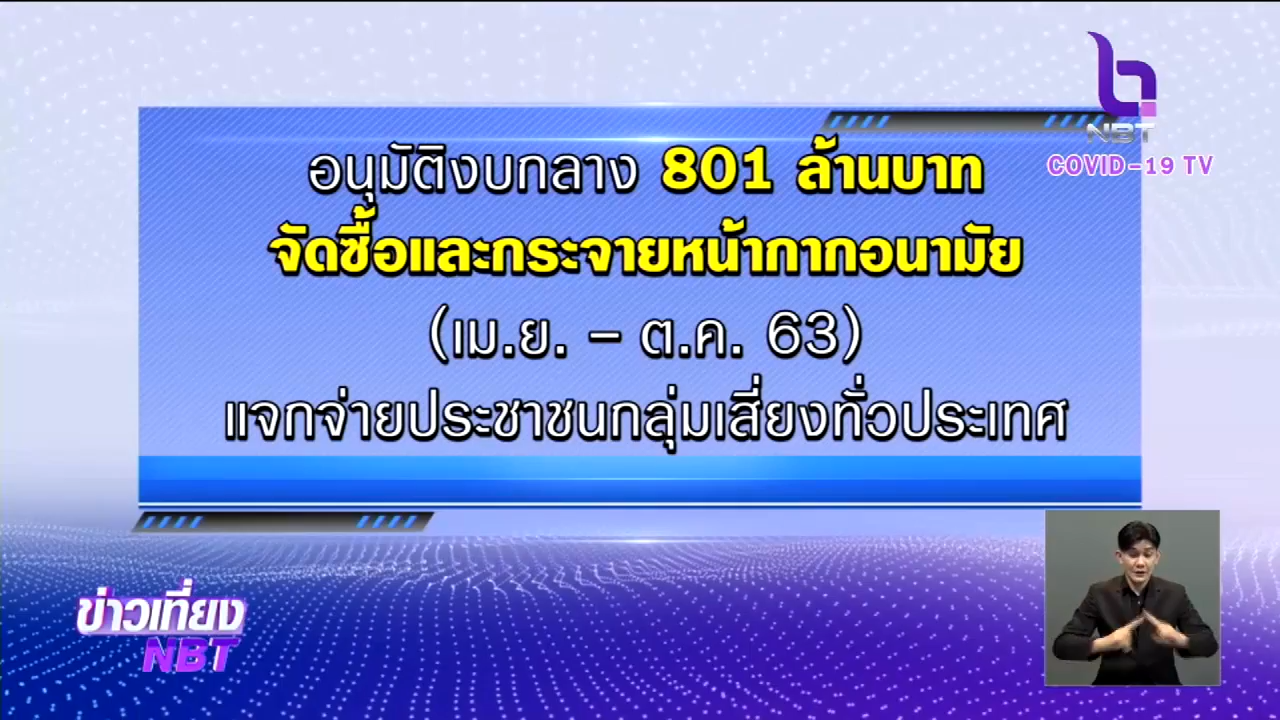 NBT
COVID-19 TV
อนุมัติงบกลาง 801 ล้านบาท
จัดซื้อและกระจายหน้ากากอนามัย
(เม.ย. – ต.ค. 63)
แจกจ่ายประชาชนกลุ่มเสี่ยงทั่วประเทศ
ข่าวเที่ยง
NBT